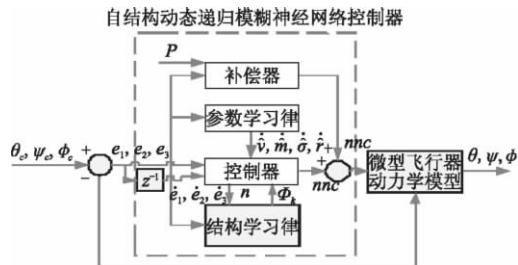 自结构动态递归模糊神经网络控制器
P
补偿器
参数学习律
v̇, ṁ, σ̇, ṙ
nnc
θc, ψc, ϕc
+
−
e1, e2, e3
z⁻¹
控制器
+
+
nnc
微型飞行器
动力学模型
θ, ψ, ϕ
ė1, ė2, ė3
n
Φk
结构学习律